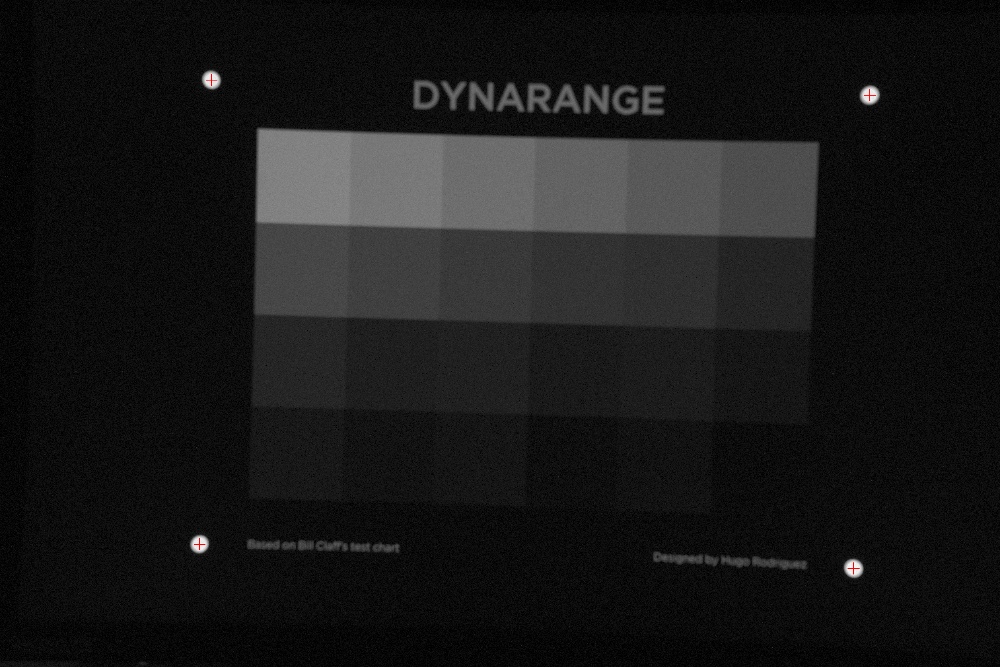 DYNARANGE
Based on Bill Claff's test chart
Designed by Hugo Rodriguez